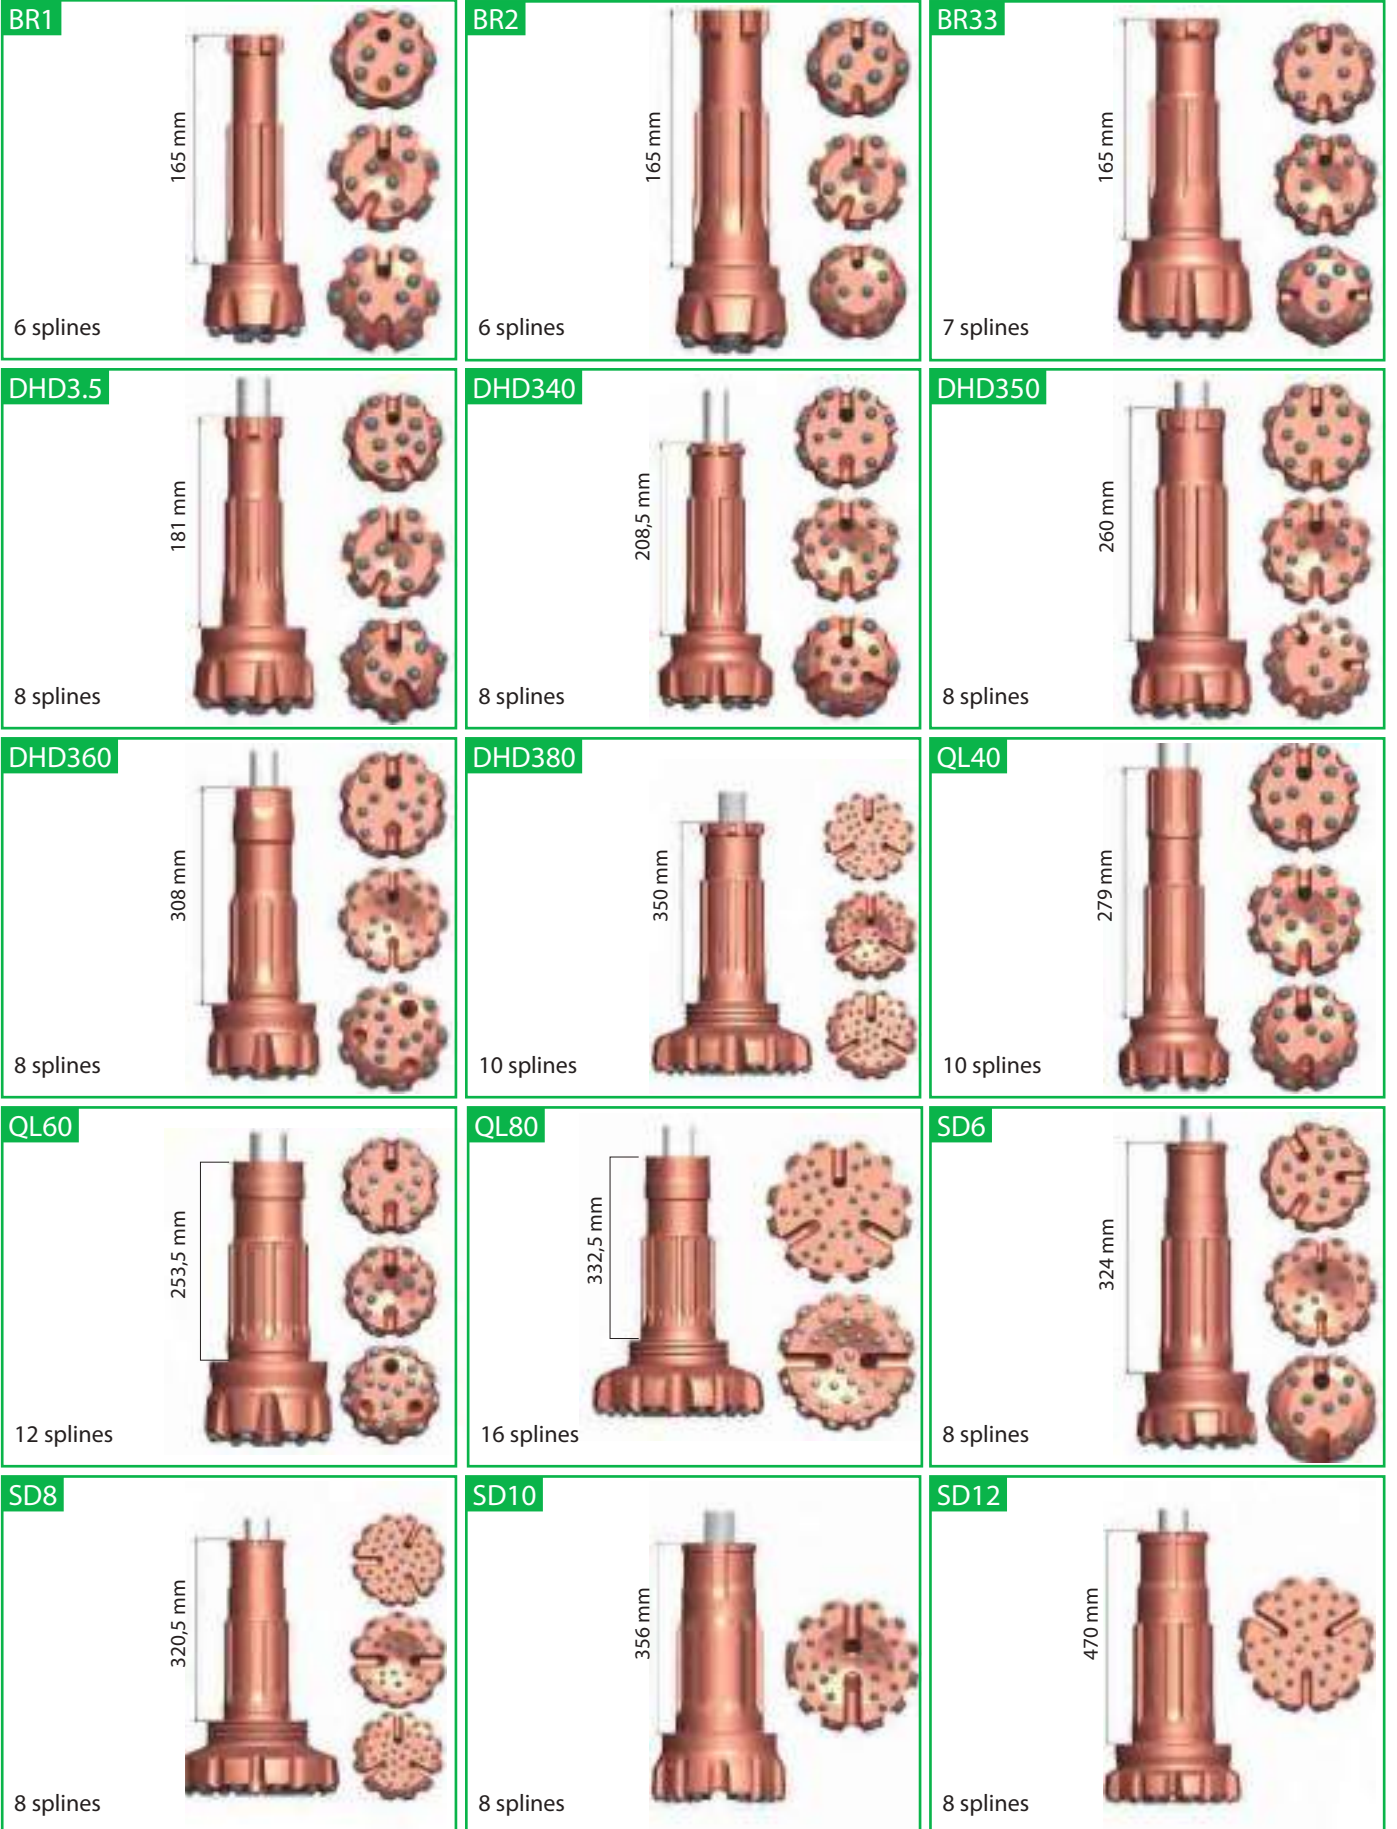 BR1
165 mm
6 splines
BR2
165 mm
6 splines
BR33
165 mm
7 splines
DHD3.5
181 mm
8 splines
DHD340
208,5 mm
8 splines
DHD350
260 mm
8 splines
DHD360
308 mm
8 splines
DHD380
350 mm
10 splines
QL40
279 mm
10 splines
QL60
253,5 mm
12 splines
QL80
332,5 mm
16 splines
SD6
324 mm
8 splines
SD8
320,5 mm
8 splines
SD10
356 mm
8 splines
SD12
470 mm
8 splines